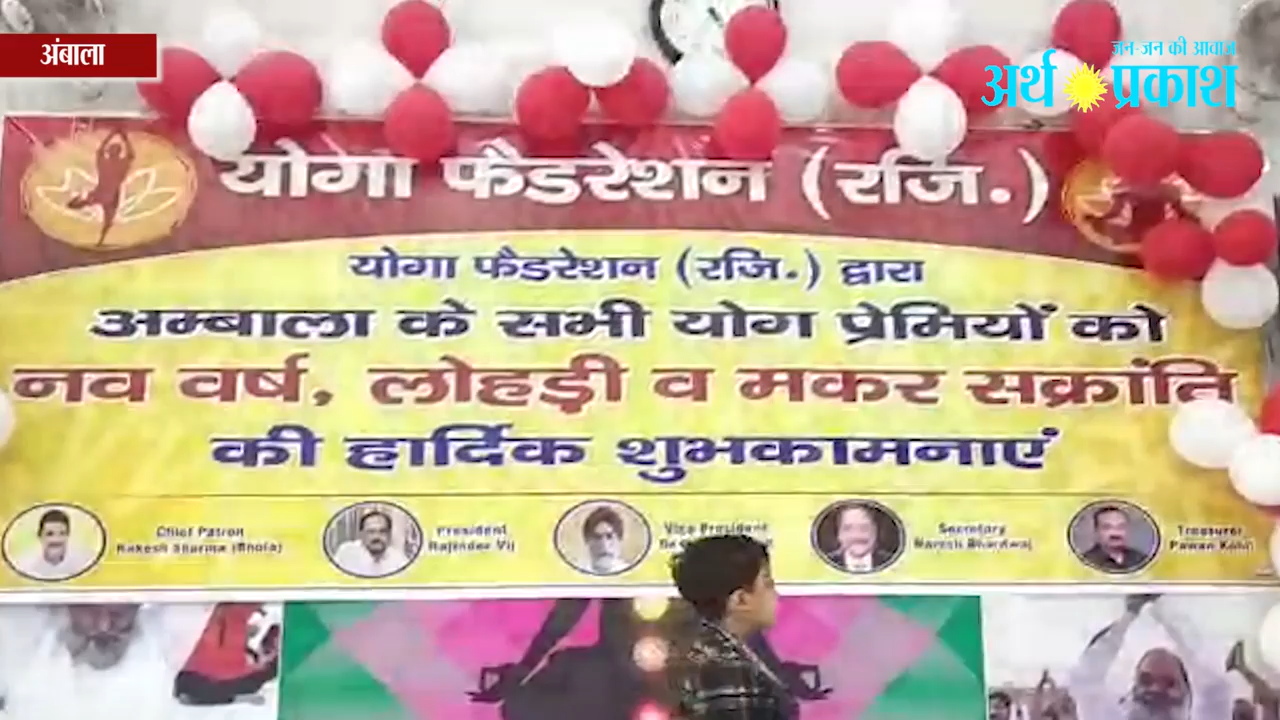 अंबाला
जन-जन की आवाज़
अर्थ प्रकाश
योगा फैडरेशन (रजि.)
योगा फैडरेशन (रजि.) द्वारा
अम्बाला के सभी योग प्रेमियों को
नव वर्ष, लोहड़ी व मकर सक्रांति
की हार्दिक शुभकामनाएं
Chief Patron
Rakesh Sharma (Bhola)
President
Rajinder Vij
Vice President
Secretary
Naresh Bhardwaj
Treasurer
Pawan Kohli